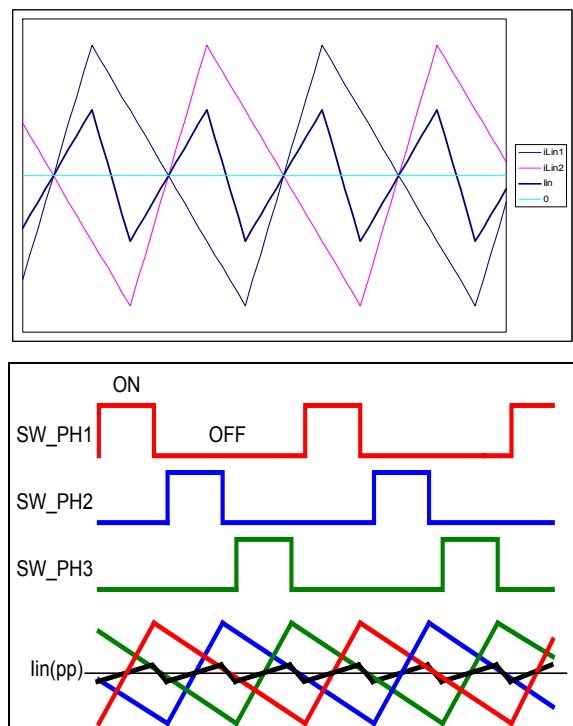 iLin1
iLin2
Iin
0
ON
SW_PH1
OFF
SW_PH2
SW_PH3
Iin(pp)